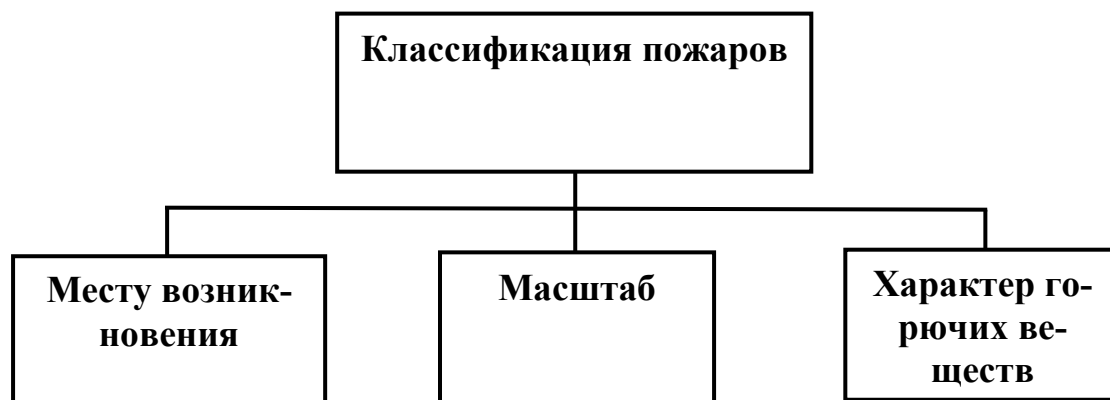 Классификация пожаров
Месту возник-
новения
Масштаб
Характер го-
рючих ве-
ществ